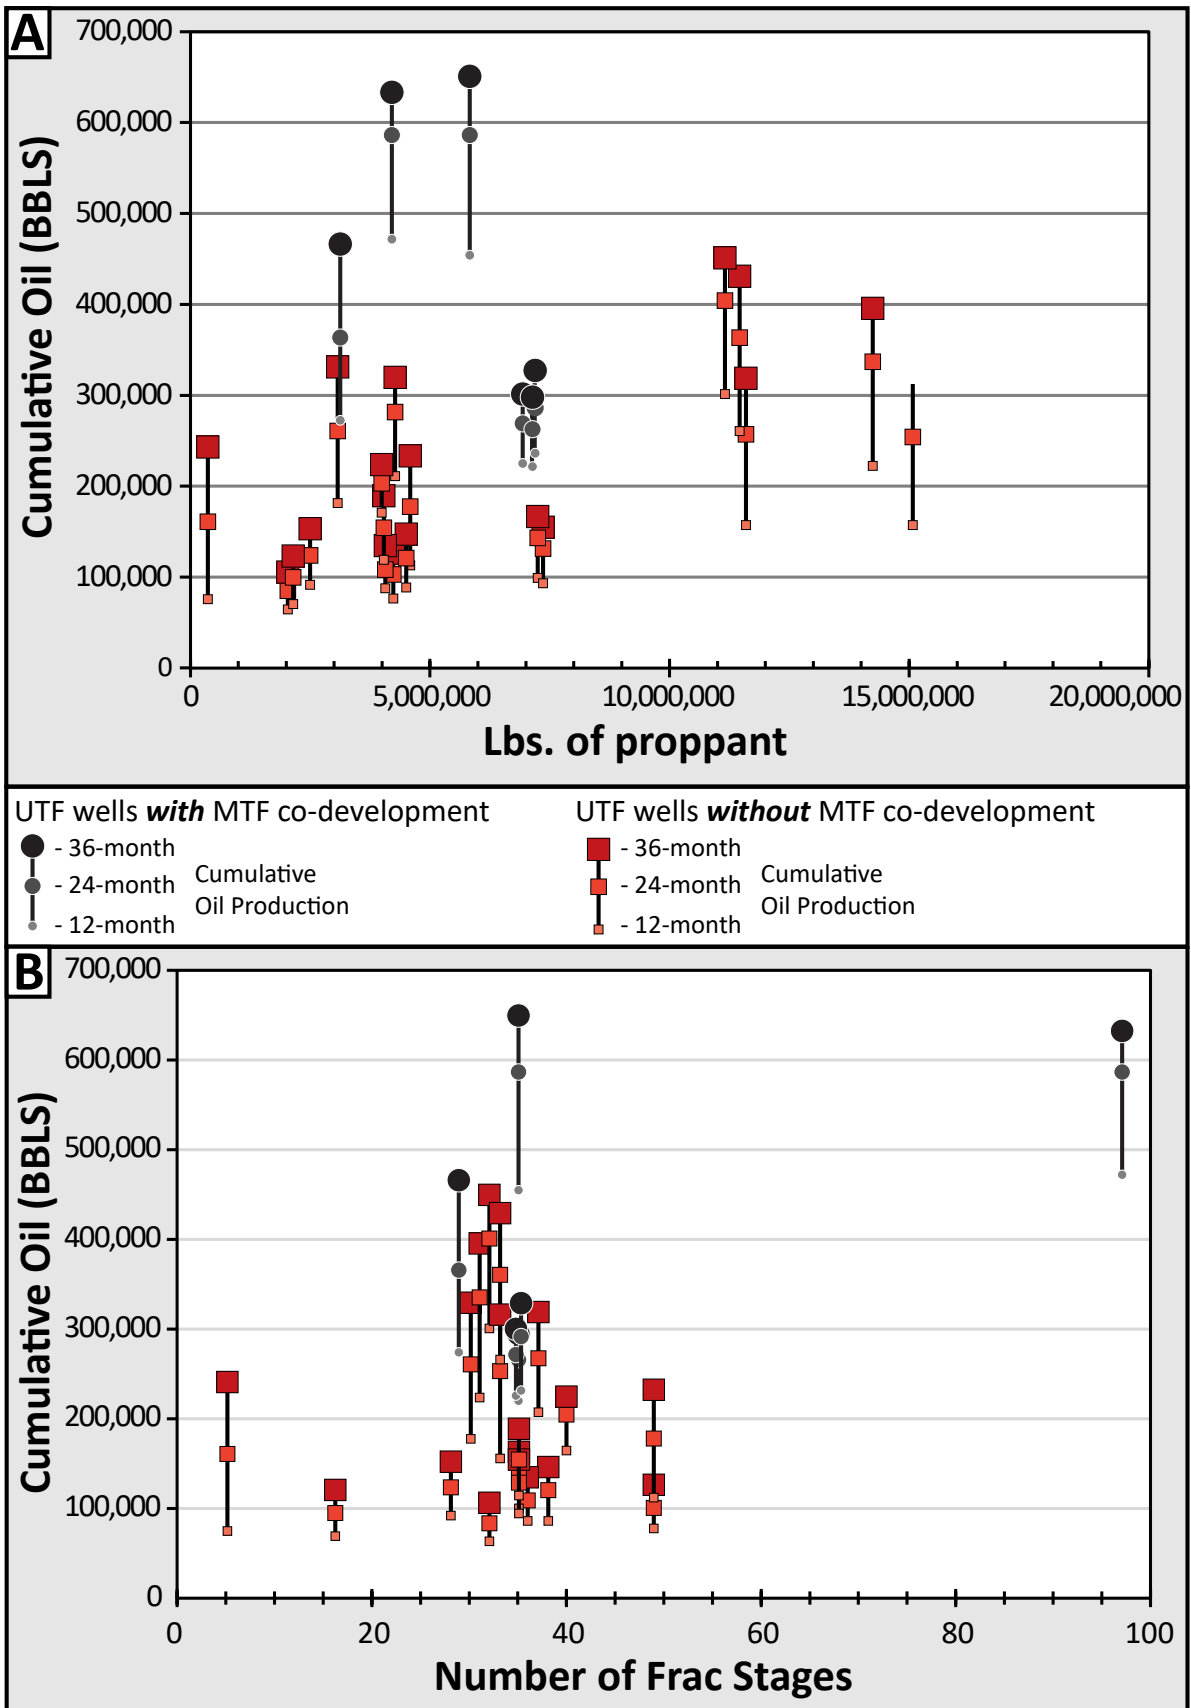 A
700,000
600,000
500,000
400,000
300,000
200,000
100,000
0
Cumulative Oil (BBLS)
0 5,000,000 10,000,000 15,000,000 20,000,000
Lbs. of proppant
UTF wells with MTF co-development
- 36-month
- 24-month
- 12-month
Cumulative
Oil Production
UTF wells without MTF co-development
- 36-month
- 24-month
- 12-month
Cumulative
Oil Production
B
700,000
600,000
500,000
400,000
300,000
200,000
100,000
0
Cumulative Oil (BBLS)
0 20 40 60 80 100
Number of Frac Stages